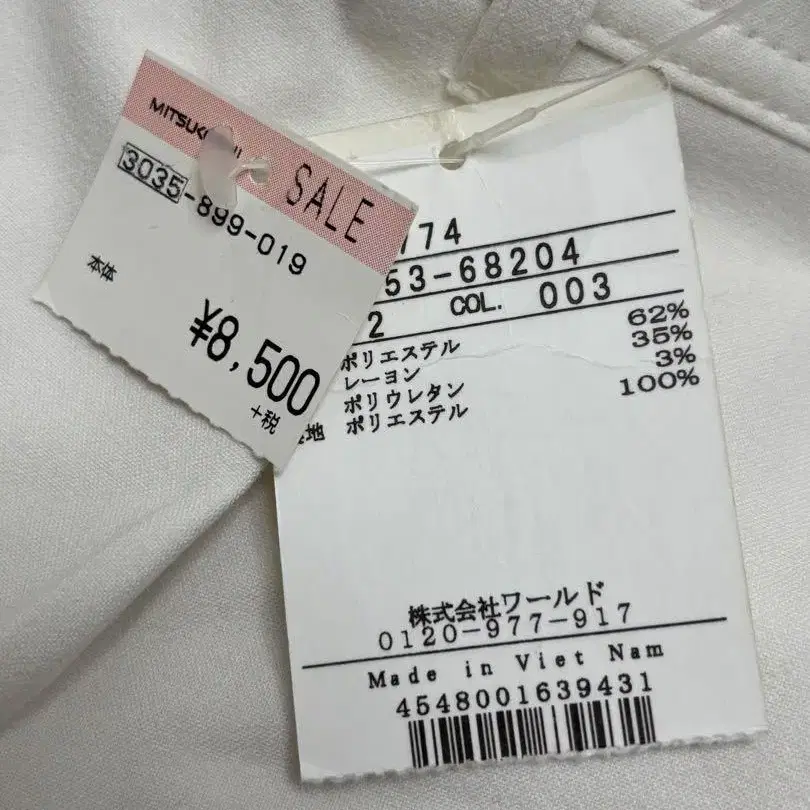 SALE
3035-899-019
本体
¥8,500
+税
174
53-68204
2 COL. 003
ポリエステル 62%
レーヨン 35%
ポリウレタン 3%
地 ポリエステル 100%
株式会社ワールド
0120-977-917
Made in Viet Nam
4548001639431